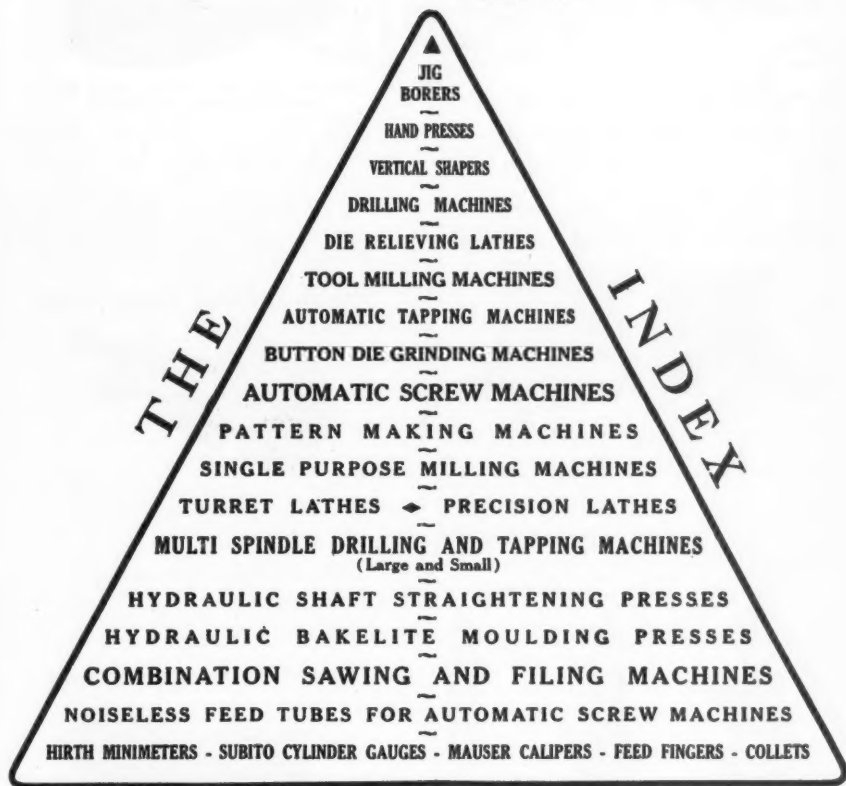 THE INDEX
JIG
BORERS
HAND PRESSES
VERTICAL SHAPERS
DRILLING MACHINES
DIE RELIEVING LATHES
TOOL MILLING MACHINES
AUTOMATIC TAPPING MACHINES
BUTTON DIE GRINDING MACHINES
AUTOMATIC SCREW MACHINES
PATTERN MAKING MACHINES
SINGLE PURPOSE MILLING MACHINES
TURRET LATHES ◆ PRECISION LATHES
MULTI SPINDLE DRILLING AND TAPPING MACHINES
(Large and Small)
HYDRAULIC SHAFT STRAIGHTENING PRESSES
HYDRAULIC BAKELITE MOULDING PRESSES
COMBINATION SAWING AND FILING MACHINES
NOISELESS FEED TUBES FOR AUTOMATIC SCREW MACHINES
HIRTH MINIMETERS - SUBITO CYLINDER GAUGES - MAUSER CALIPERS - FEED FINGERS - COLLETS